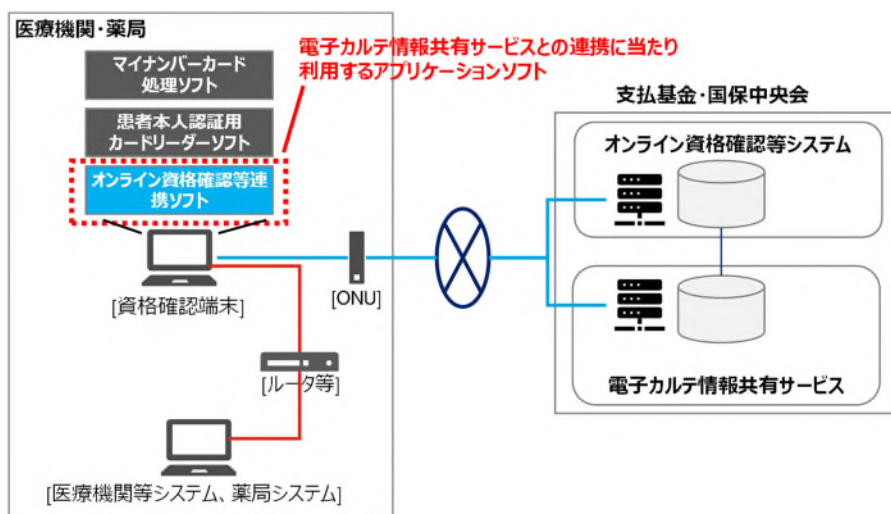 医療機関・薬局
マイナンバーカード
処理ソフト
電子カルテ情報共有サービスとの連携に当たり
利用するアプリケーションソフト
患者本人認証用
カードリーダーソフト
オンライン資格確認等連
携ソフト
[資格確認端末]
[ONU]
[ルータ等]
[医療機関等システム、薬局システム]
支払基金・国保中央会
オンライン資格確認等システム
電子カルテ情報共有サービス